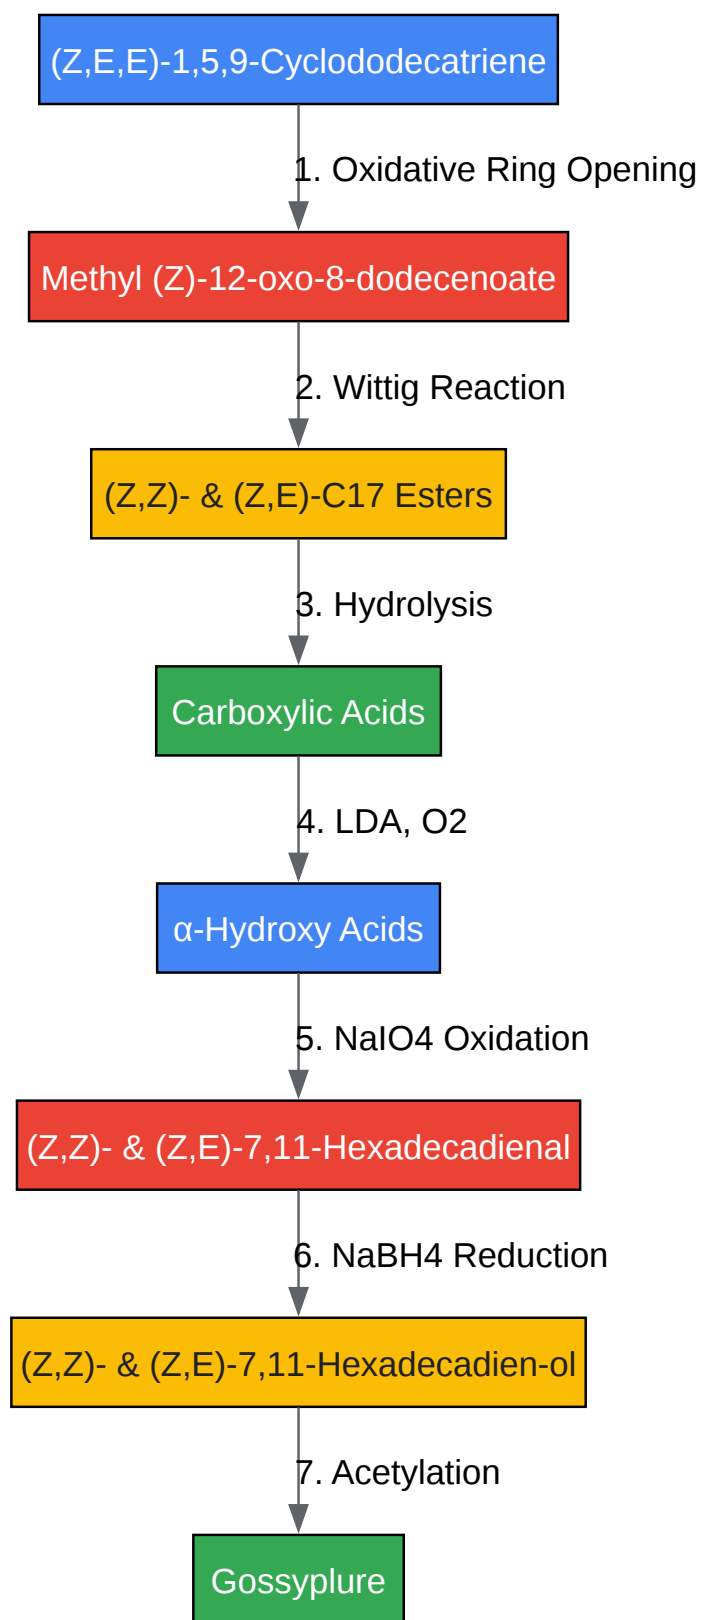 (Z,E,E)-1,5,9-Cyclododecatriene
1. Oxidative Ring Opening
Methyl (Z)-12-oxo-8-dodecenoate
2. Wittig Reaction
(Z,Z)- & (Z,E)-C17 Esters
3. Hydrolysis
Carboxylic Acids
4. LDA, O2
α-Hydroxy Acids
5. NaIO4 Oxidation
(Z,Z)- & (Z,E)-7,11-Hexadecadienal
6. NaBH4 Reduction
(Z,Z)- & (Z,E)-7,11-Hexadecadien-ol
7. Acetylation
Gossyplure